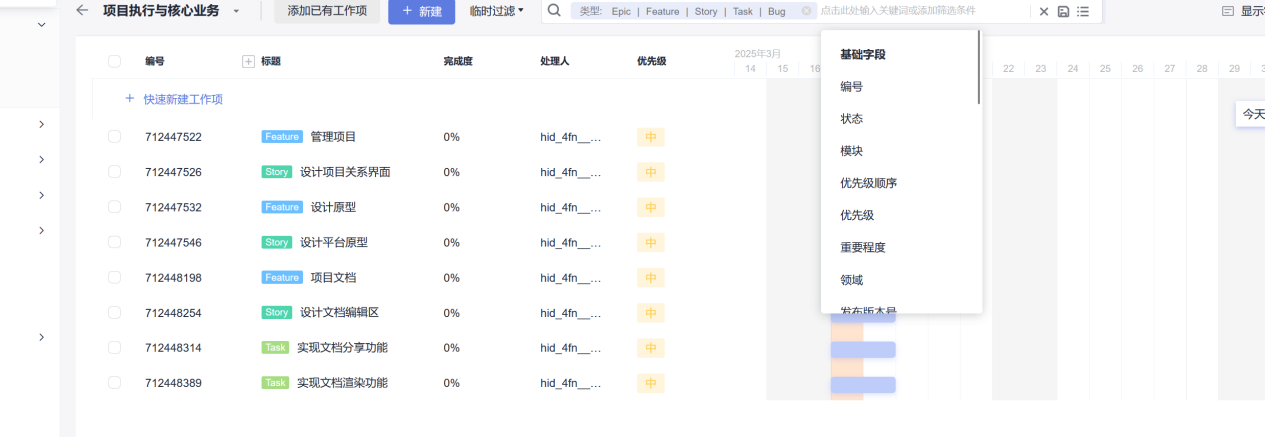 项目执行与核心业务 添加已有工作项 + 新建 临时过滤 类型: Epic | Feature | Story | Task | Bug 点击此处输入关键词或添加筛选条件
编号 标题 完成度 处理人 优先级 2025年3月
14 15 16 22 23 24 25 26 27 28 29
+ 快速新建工作项
今天
712447522 Feature 管理项目 0% hid_4fn__... 中
712447526 Story 设计项目关系界面 0% hid_4fn__... 中
712447532 Feature 设计原型 0% hid_4fn__... 中
712447546 Story 设计平台原型 0% hid_4fn__... 中
712448198 Feature 项目文档 0% hid_4fn__... 中
712448254 Story 设计文档编辑区 0% hid_4fn__... 中
712448314 Task 实现文档分享功能 0% hid_4fn__... 中
712448389 Task 实现文档渲染功能 0% hid_4fn__... 中
基础字段
编号
状态
模块
优先级顺序
优先级
重要程度
领域
发布版本号
显示